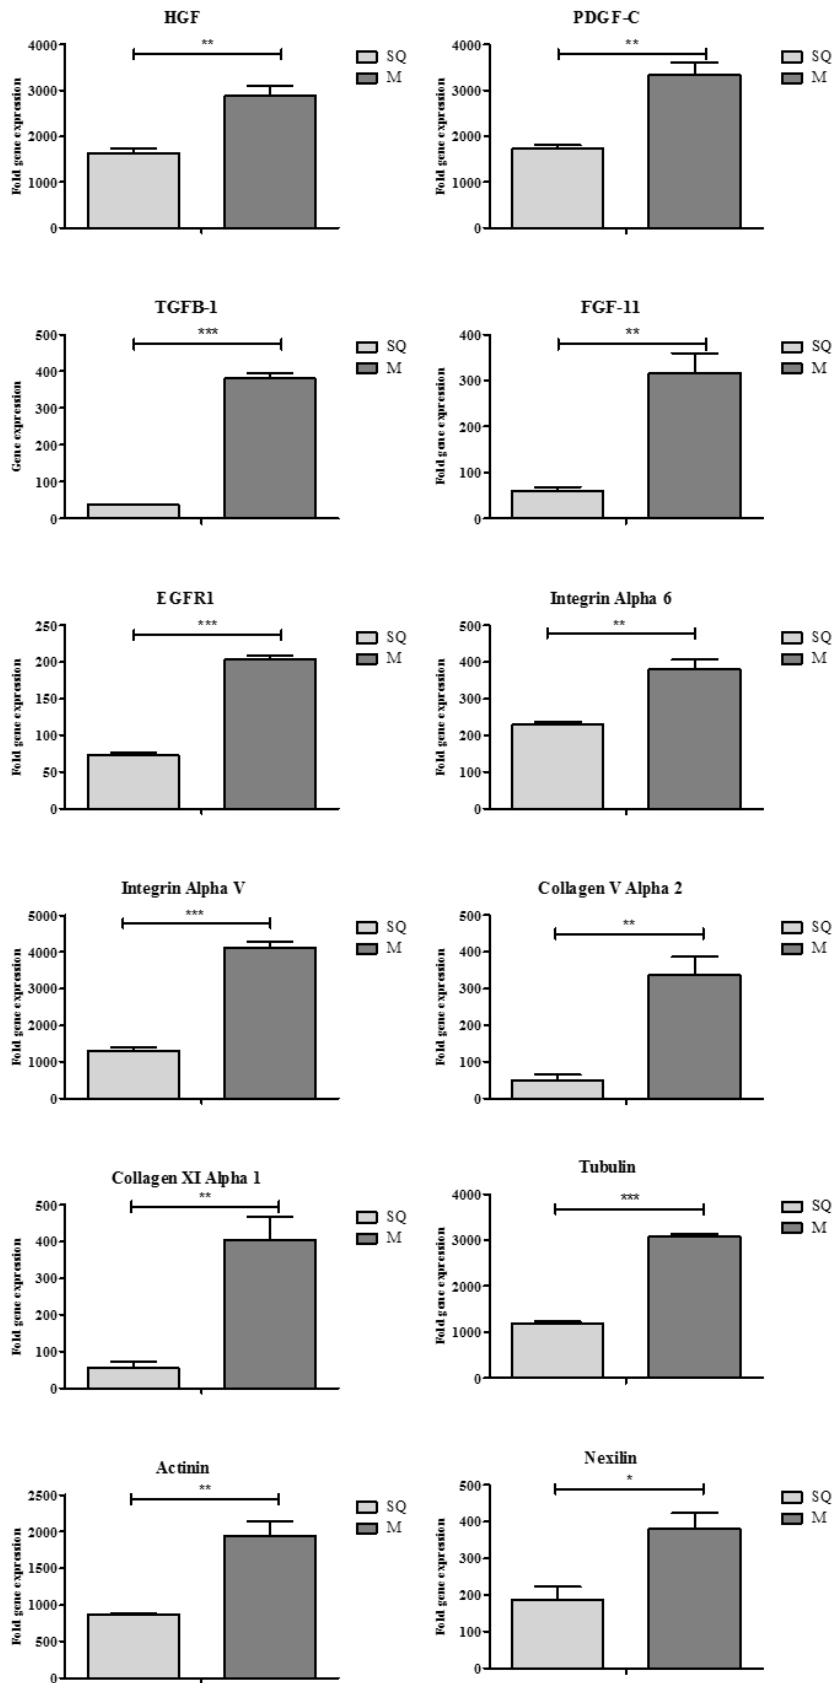 HGF
**
SQ
M
Fold gene expression
4000
3000
2000
1000
0
PDGF-C
**
SQ
M
Fold gene expression
4000
3000
2000
1000
0
TGFB-1
***
SQ
M
Gene expression
500
400
300
200
100
0
FGF-11
**
SQ
M
Fold gene expression
400
300
200
100
0
EGFR1
***
SQ
M
Fold gene expression
250
200
150
100
50
0
Integrin Alpha 6
**
SQ
M
Fold gene expression
500
400
300
200
100
0
Integrin Alpha V
***
SQ
M
Fold gene expression
5000
4000
3000
2000
1000
0
Collagen V Alpha 2
**
SQ
M
Fold gene expression
500
400
300
200
100
0
Collagen XI Alpha 1
**
SQ
M
Fold gene expression
500
400
300
200
100
0
Tubulin
***
SQ
M
Fold gene expression
4000
3000
2000
1000
0
Actinin
**
SQ
M
Fold gene expression
2500
2000
1500
1000
500
0
Nexilin
*
SQ
M
Fold gene expression
500
400
300
200
100
0